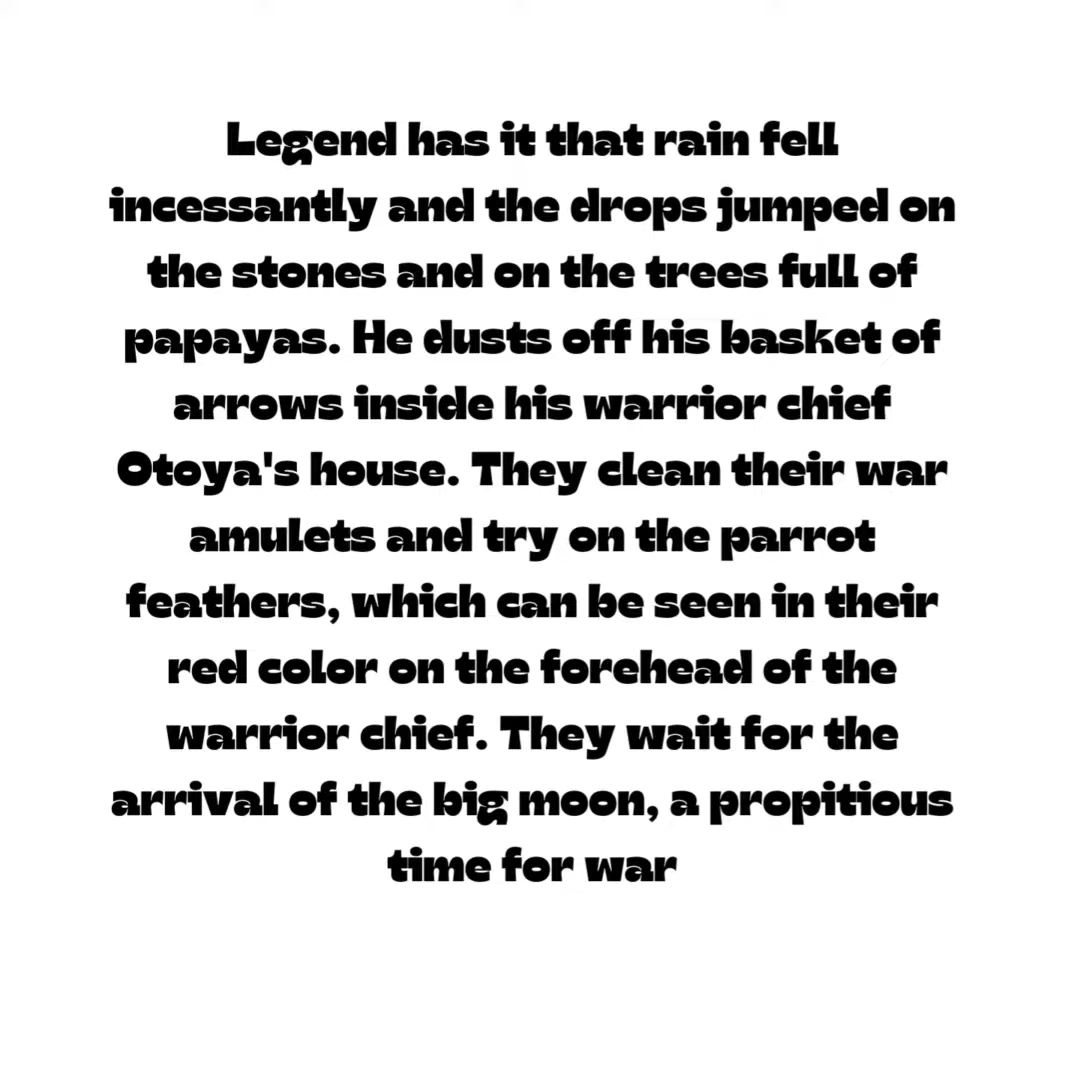 Legend has it that rain fell
incessantly and the drops jumped on
the stones and on the trees full of
papayas. He dusts off his basket of
arrows inside his warrior chief
Otoya's house. They clean their war
amulets and try on the parrot
feathers, which can be seen in their
red color on the forehead of the
warrior chief. They wait for the
arrival of the big moon, a propitious
time for war